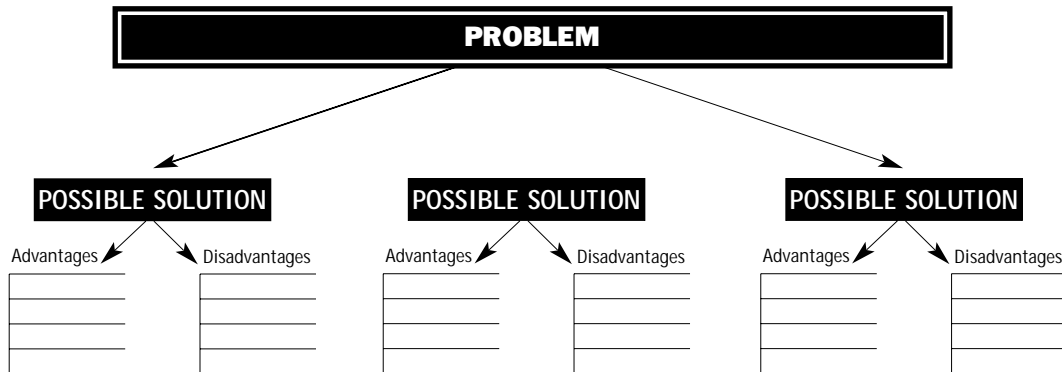 PROBLEM
POSSIBLE SOLUTION POSSIBLE SOLUTION POSSIBLE SOLUTION
Advantages Disadvantages Advantages Disadvantages Advantages Disadvantages